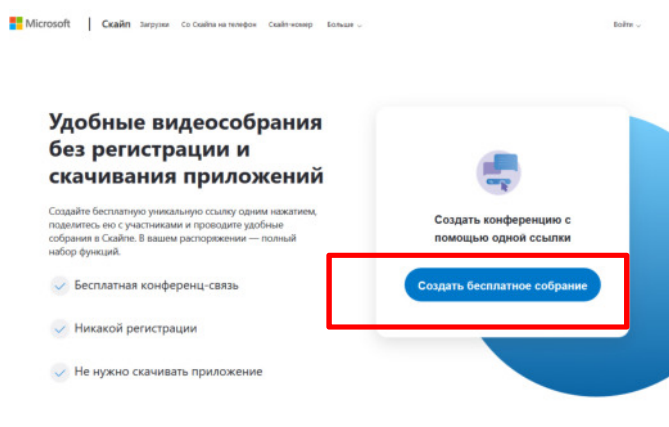 Microsoft | Скайп Загрузки Со Скайпа на телефон Скайп-номер Больше Войти
Удобные видеособрания
без регистрации и
скачивания приложений
Создайте бесплатную уникальную ссылку одним нажатием,
поделитесь ею с участниками и проводите удобные
собрания в Скайпе. В вашем распоряжении — полный
набор функций.
Бесплатная конференц-связь
Никакой регистрации
Не нужно скачивать приложение
Создать конференцию с
помощью одной ссылки
Создать бесплатное собрание